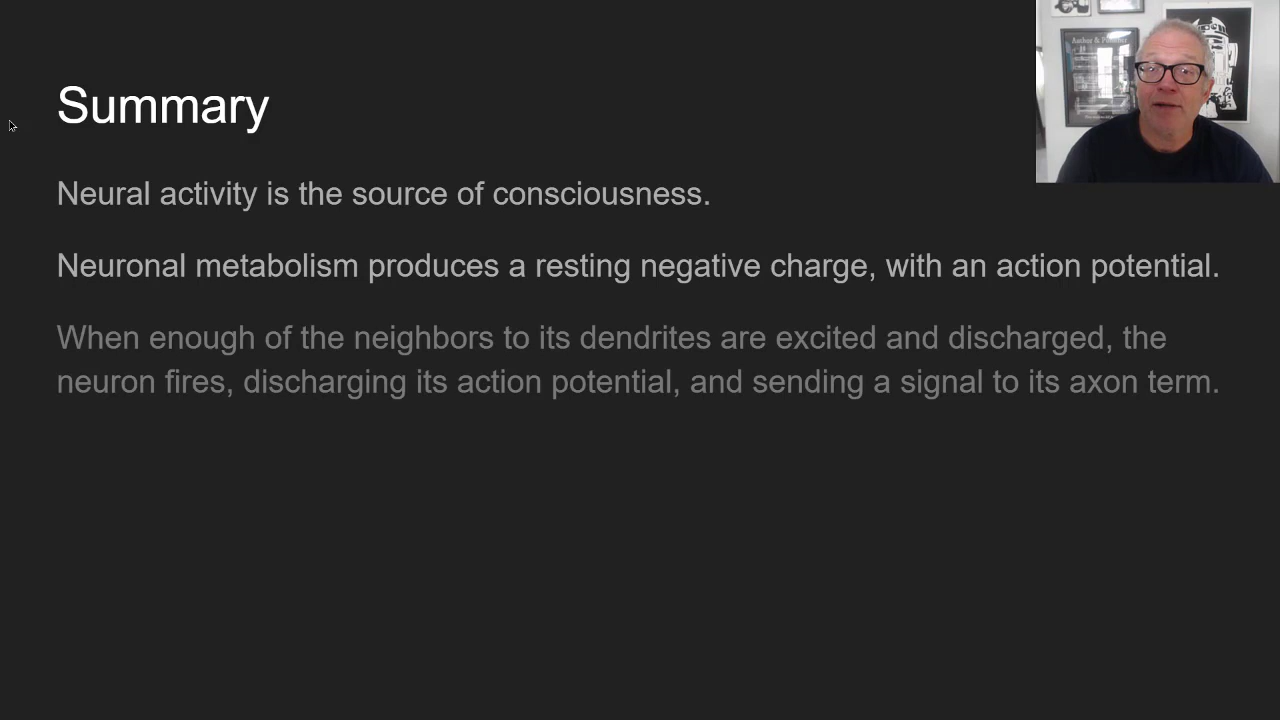 Summary
Neural activity is the source of consciousness.
Neuronal metabolism produces a resting negative charge, with an action potential.
When enough of the neighbors to its dendrites are excited and discharged, the
neuron fires, discharging its action potential, and sending a signal to its axon term.